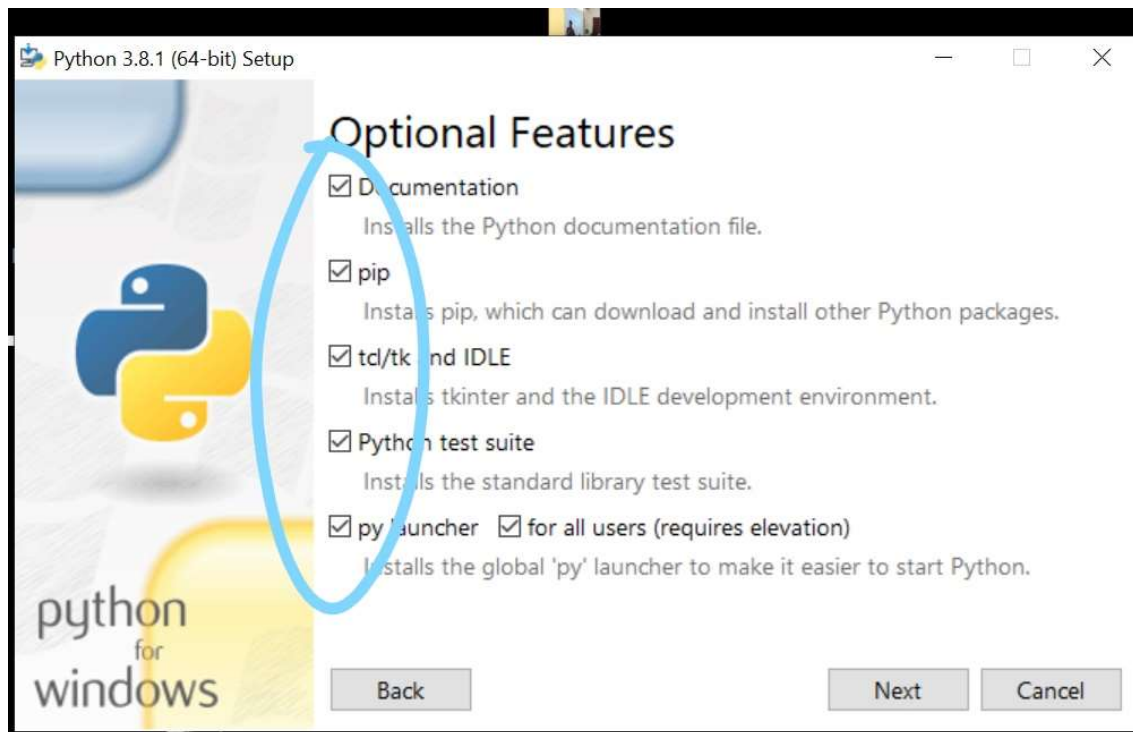 Python 3.8.1 (64-bit) Setup
Optional Features
Documentation
Installs the Python documentation file.
pip
Installs pip, which can download and install other Python packages.
tcl/tk and IDLE
Installs tkinter and the IDLE development environment.
Python test suite
Installs the standard library test suite.
py launcher for all users (requires elevation)
Installs the global 'py' launcher to make it easier to start Python.
python
for
windows
Back Next Cancel